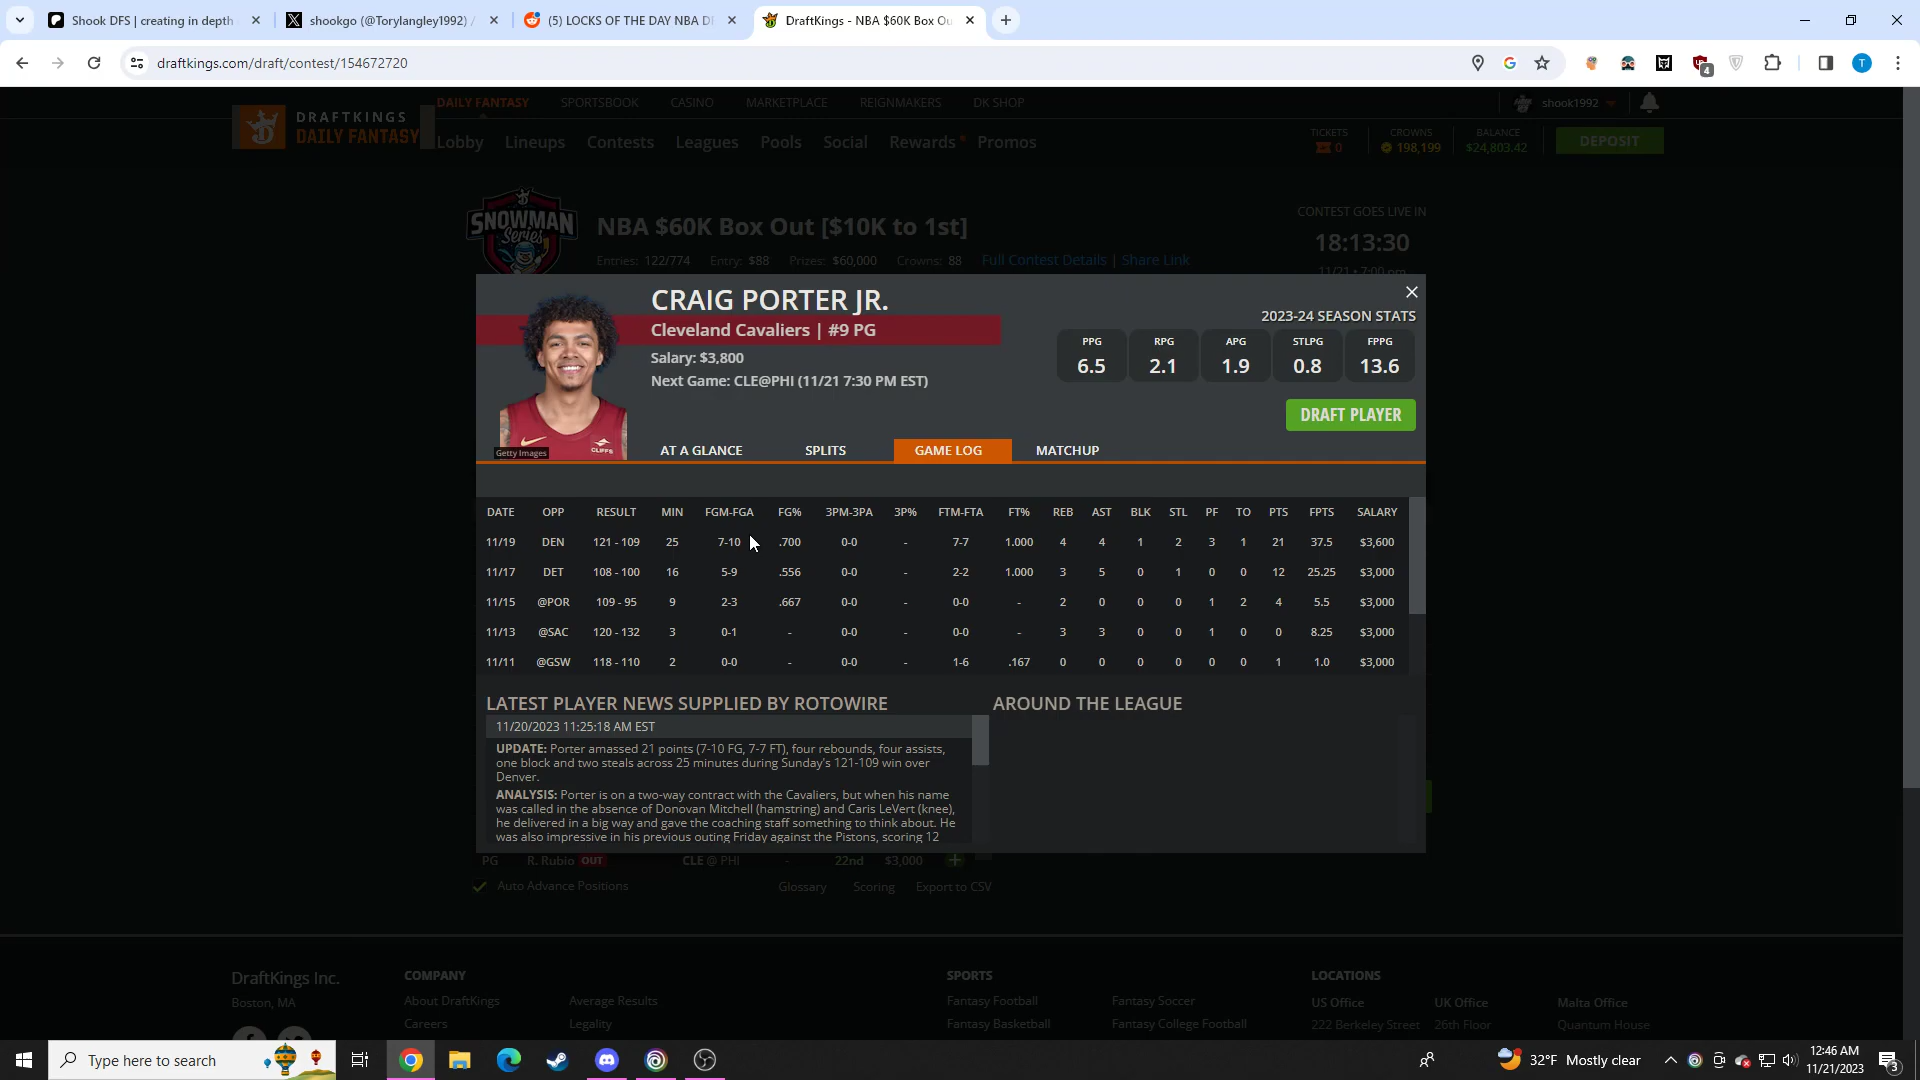 Shook DFS | creating in depth
shookgo (@Torylangley1992) /
(5) LOCKS OF THE DAY NBA D
DraftKings - NBA $60K Box Ou
draftkings.com/draft/contest/154672720
4
T
DRAFTKINGS
DAILY FANTASY
DAILY FANTASY SPORTSBOOK CASINO MARKETPLACE REIGNMAKERS DK SHOP
shook1992
Lobby Lineups Contests Leagues Pools Social Rewards Promos
TICKETS 0
CROWNS 198,199
BALANCE $24,803.42
DEPOSIT
SNOWMAN
Series
NBA $60K Box Out [$10K to 1st]
Entries: 122/774 Entry: $88 Prizes: $60,000 Crowns: 88 Full Contest Details | Share Link
CONTEST GOES LIVE IN
18:13:30
11/21 • 7:00 pm
CRAIG PORTER JR.
Cleveland Cavaliers | #9 PG
Salary: $3,800
Next Game: CLE@PHI (11/21 7:30 PM EST)
2023-24 SEASON STATS
PPG RPG APG STLPG FPPG
6.5 2.1 1.9 0.8 13.6
DRAFT PLAYER
Getty Images
CLIFFS
AT A GLANCE SPLITS GAME LOG MATCHUP
DATE OPP RESULT MIN FGM-FGA FG% 3PM-3PA 3P% FTM-FTA FT% REB AST BLK STL PF TO PTS FPTS SALARY
11/19 DEN 121 - 109 25 7-10 .700 0-0 - 7-7 1.000 4 4 1 2 3 1 21 37.5 $3,600
11/17 DET 108 - 100 16 5-9 .556 0-0 - 2-2 1.000 3 5 0 1 0 0 12 25.25 $3,000
11/15 @POR 109 - 95 9 2-3 .667 0-0 - 0-0 - 2 0 0 0 1 2 4 5.5 $3,000
11/13 @SAC 120 - 132 3 0-1 - 0-0 - 0-0 - 3 3 0 0 1 0 0 8.25 $3,000
11/11 @GSW 118 - 110 2 0-0 - 0-0 - 1-6 .167 0 0 0 0 0 0 1 1.0 $3,000
LATEST PLAYER NEWS SUPPLIED BY ROTOWIRE
AROUND THE LEAGUE
11/20/2023 11:25:18 AM EST
UPDATE: Porter amassed 21 points (7-10 FG, 7-7 FT), four rebounds, four assists,
one block and two steals across 25 minutes during Sunday's 121-109 win over
Denver.
ANALYSIS: Porter is on a two-way contract with the Cavaliers, but when his name
was called in the absence of Donovan Mitchell (hamstring) and Caris LeVert (knee),
he delivered in a big way and gave the coaching staff something to think about. He
was also impressive in his previous outing Friday against the Pistons, scoring 12
PG R. Rubio OUT CLE @ PHI - 22nd $3,000 +
Auto Advance Positions Glossary Scoring Export to CSV
DraftKings Inc.
Boston, MA
COMPANY
About DraftKings Average Results
Careers Legality
SPORTS
Fantasy Football Fantasy Soccer
Fantasy Basketball Fantasy College Football
LOCATIONS
US Office UK Office Malta Office
222 Berkeley Street 26th Floor Quantum House
Type here to search
32°F Mostly clear
12:46 AM
11/21/2023
3